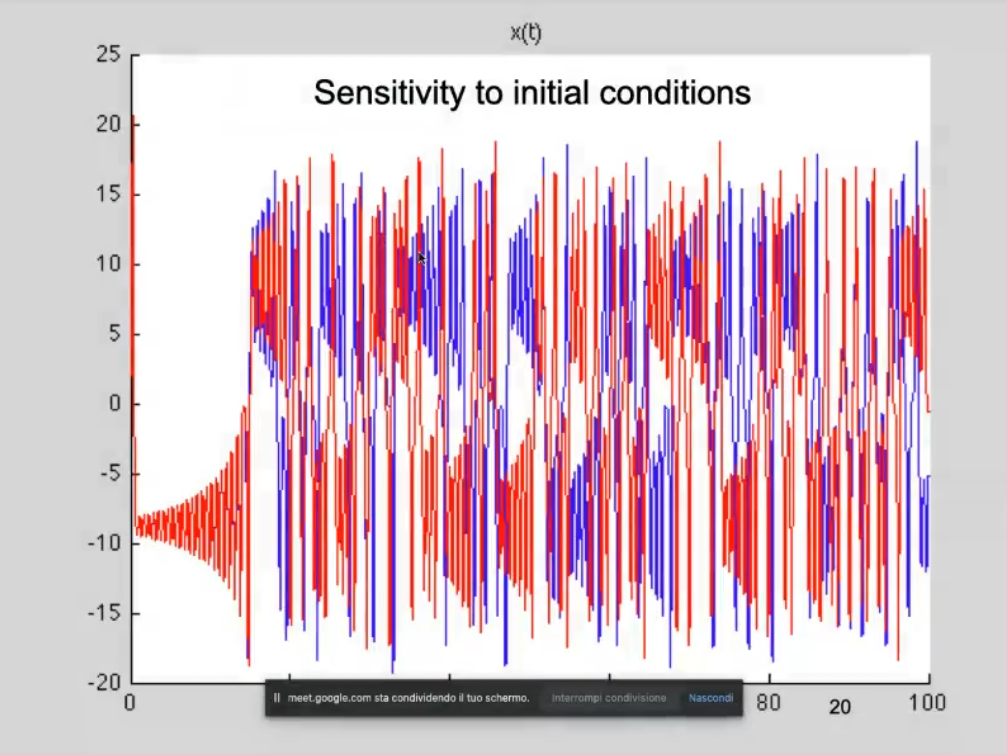 x(t)
Sensitivity to initial conditions
25
20
15
10
5
0
-5
-10
-15
-20
0
80
100
20
meet.google.com sta condividendo il tuo schermo.
Interrompi condivisione
Nascondi